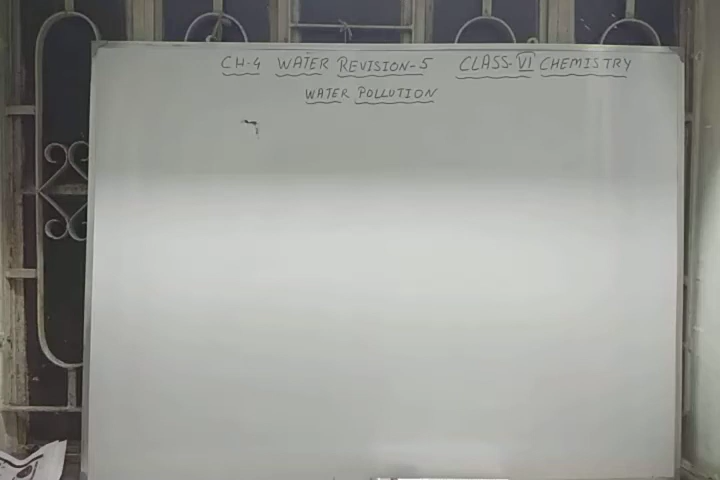 CH-4 WATER REVISION-5 CLASS-VI CHEMISTRY
WATER POLLUTION